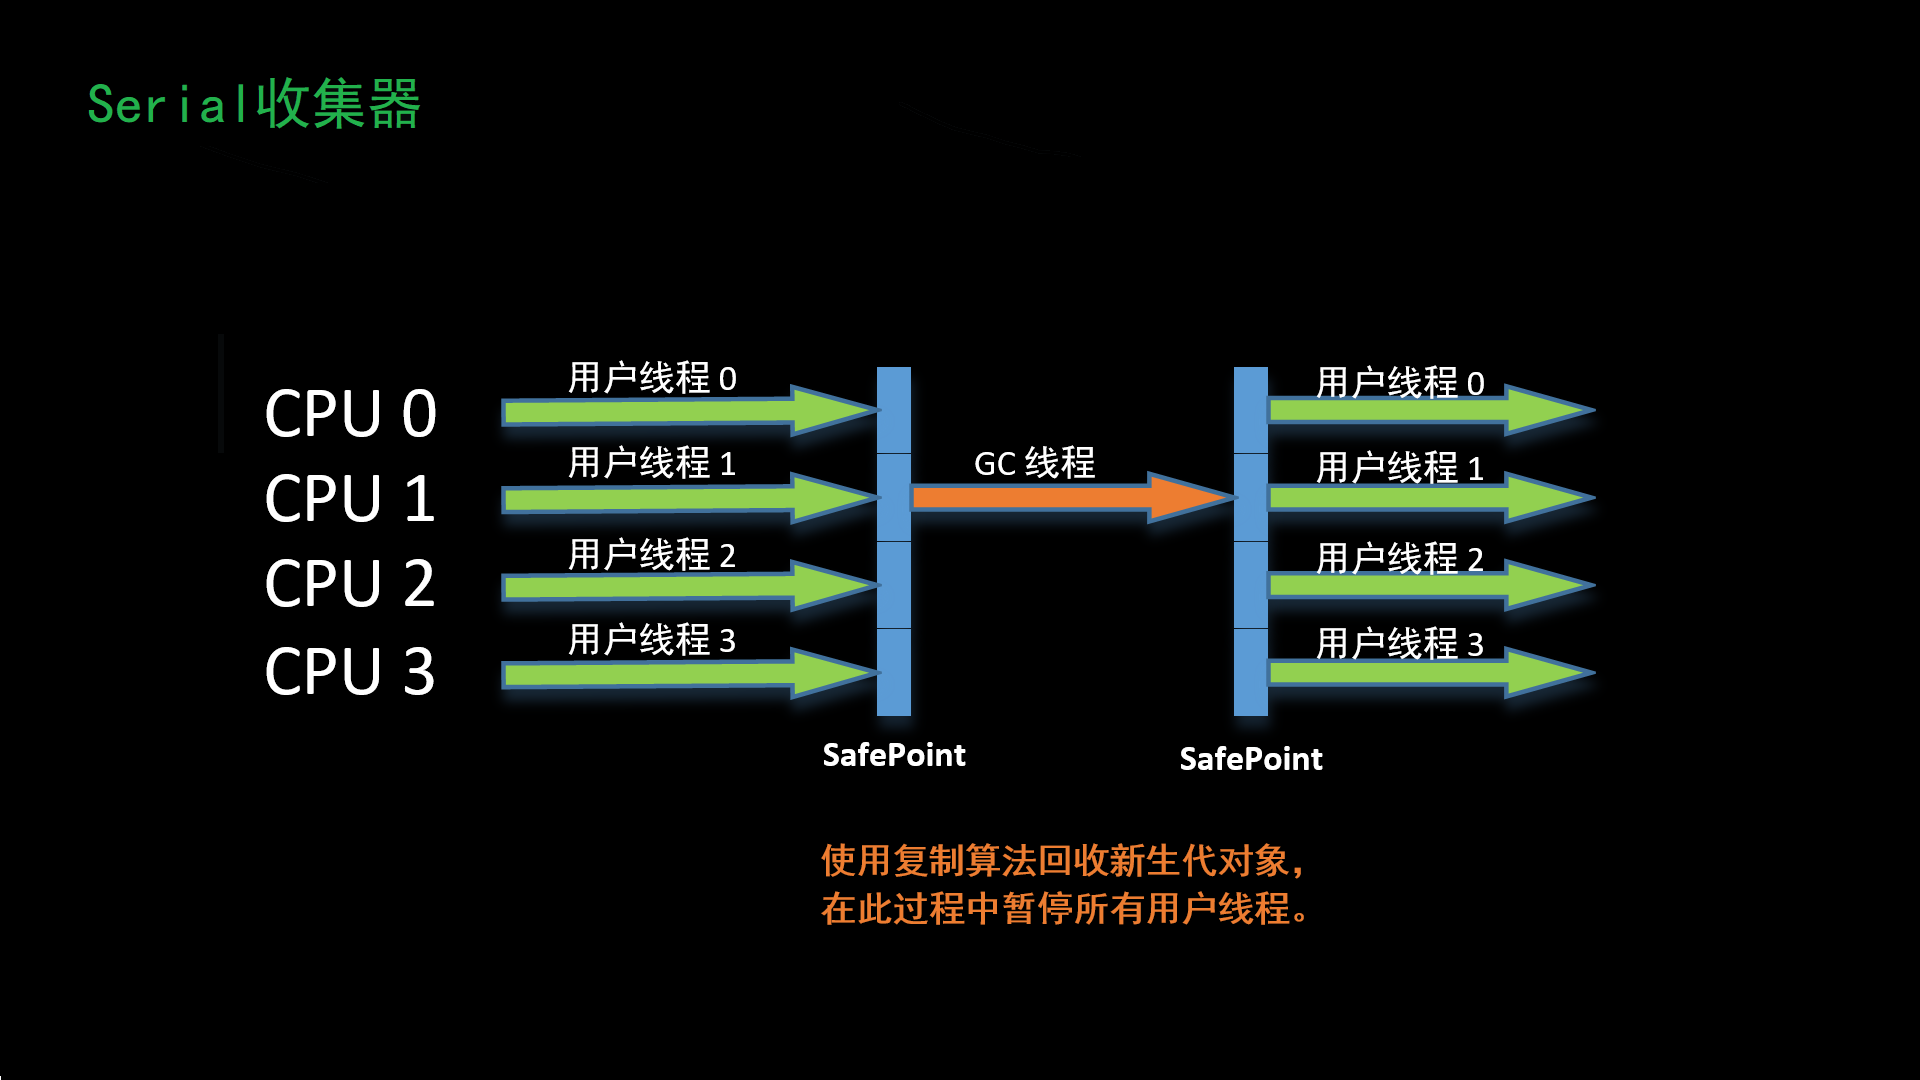 Serial收集器
CPU 0
用户线程 0
用户线程 0
CPU 1
用户线程 1
GC 线程
用户线程 1
CPU 2
用户线程 2
用户线程 2
CPU 3
用户线程 3
用户线程 3
SafePoint
SafePoint
使用复制算法回收新生代对象，
在此过程中暂停所有用户线程。